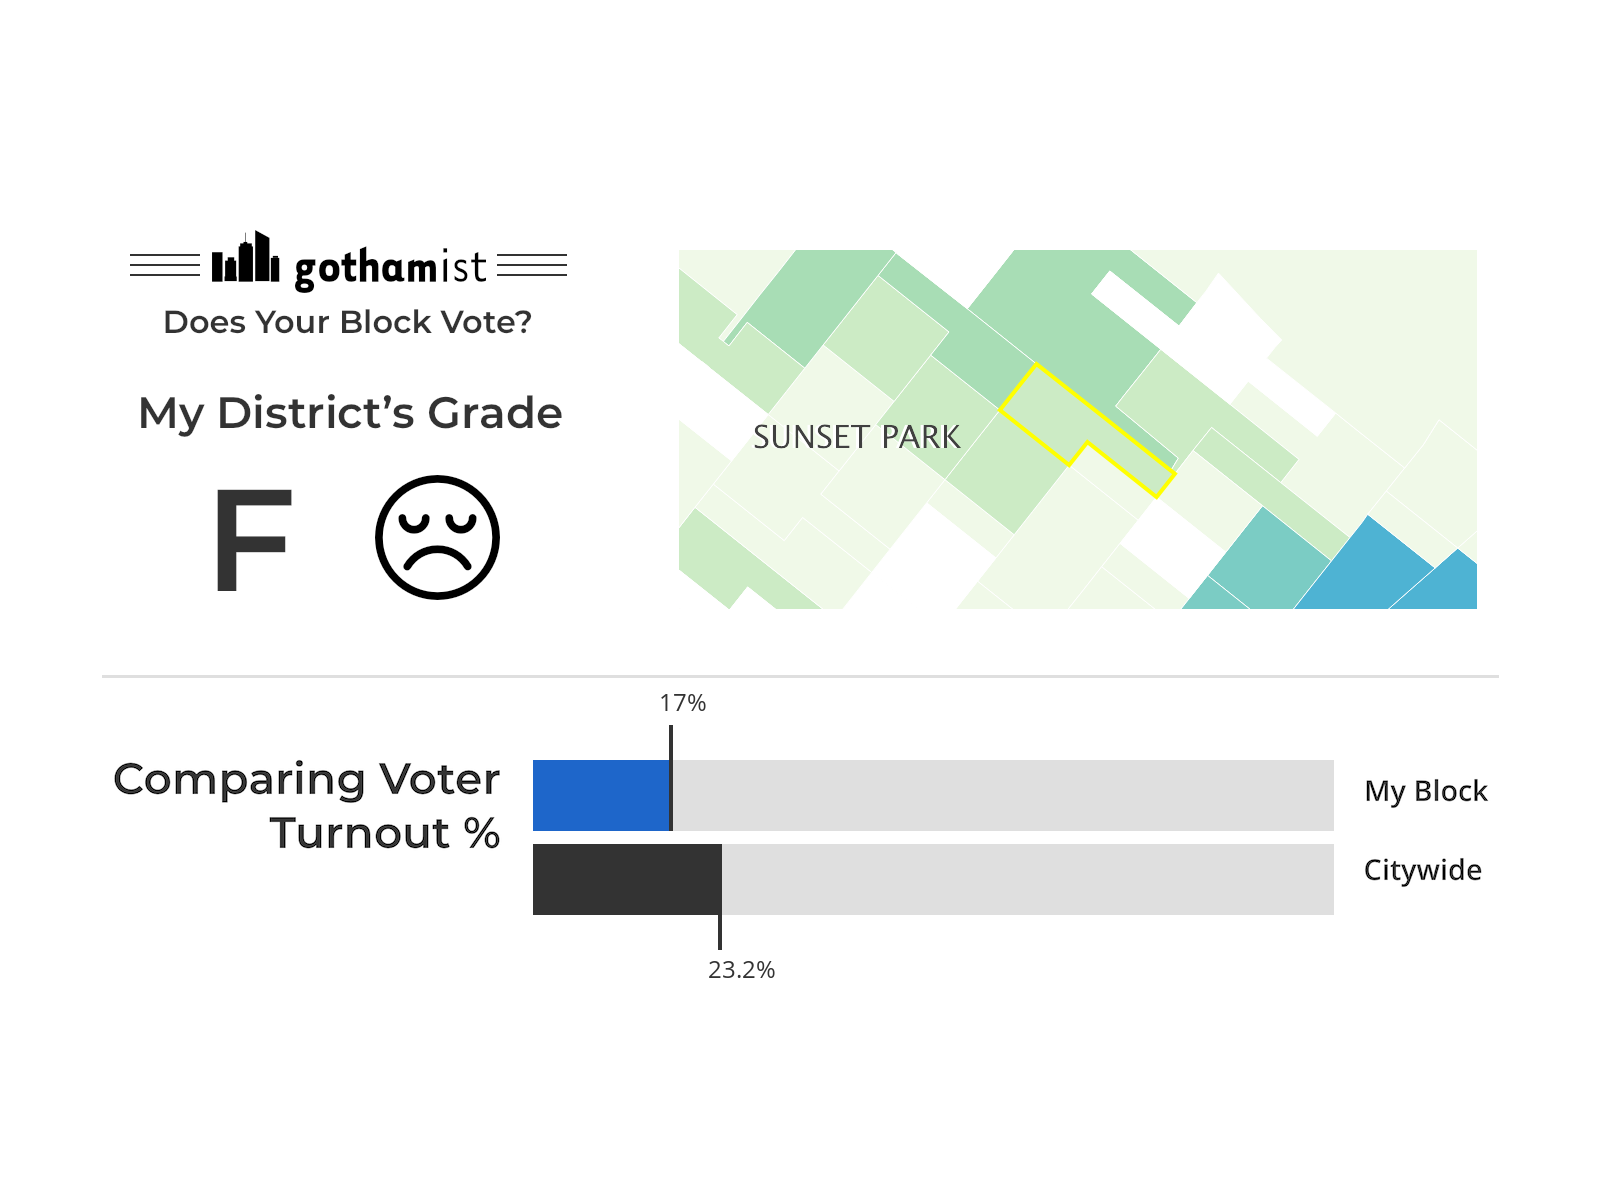 gothamist
Does Your Block Vote?
My District’s Grade
F
SUNSET PARK
17%
Comparing Voter
Turnout %
My Block
Citywide
23.2%